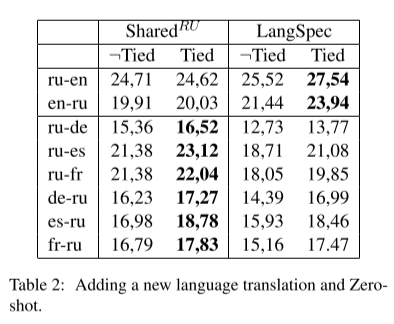 Shared^RU LangSpec
¬Tied Tied ¬Tied Tied
ru-en 24,71 24,62 25,52 27,54
en-ru 19,91 20,03 21,44 23,94
ru-de 15,36 16,52 12,73 13,77
ru-es 21,38 23,12 18,71 21,08
ru-fr 21,38 22,04 18,05 19,85
de-ru 16,23 17,27 14,39 16,99
es-ru 16,98 18,78 15,93 18,46
fr-ru 16,79 17,83 15,16 17.47
Table 2: Adding a new language translation and Zero-
shot.